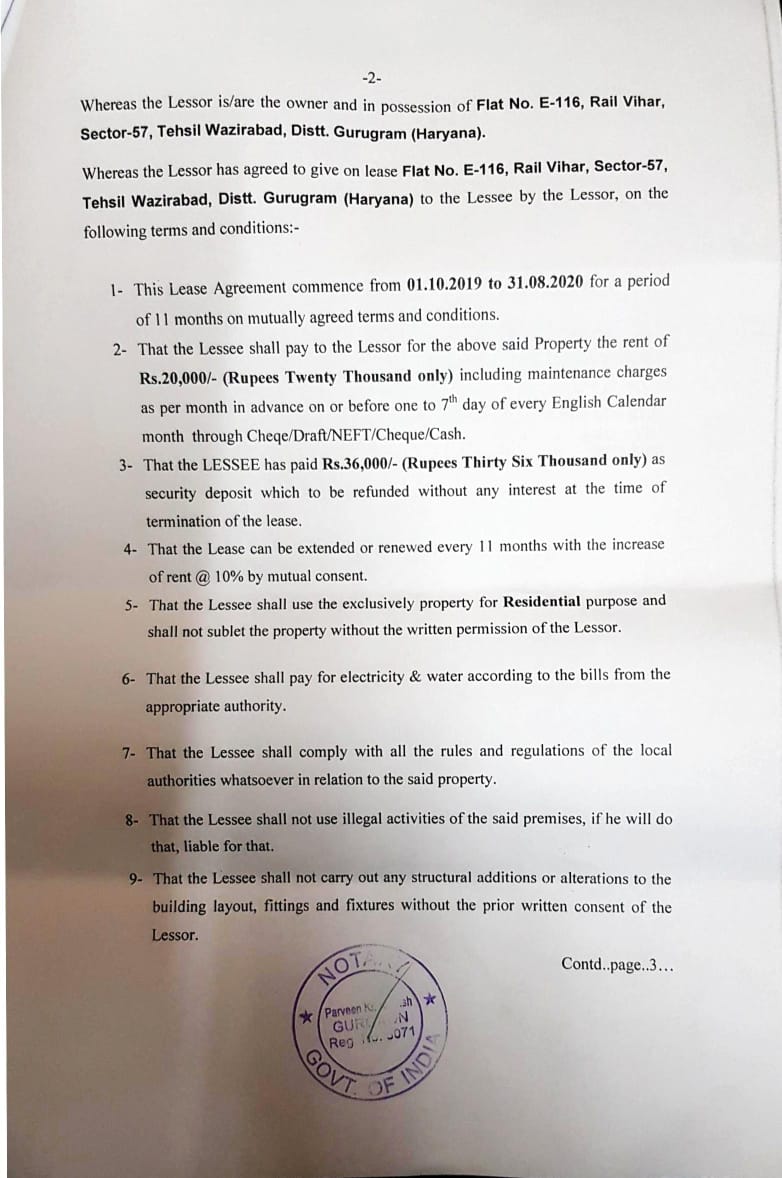 -2-
Whereas the Lessor is/are the owner and in possession of Flat No. E-116, Rail Vihar,
Sector-57, Tehsil Wazirabad, Distt. Gurugram (Haryana).
Whereas the Lessor has agreed to give on lease Flat No. E-116, Rail Vihar, Sector-57,
Tehsil Wazirabad, Distt. Gurugram (Haryana) to the Lessee by the Lessor, on the
following terms and conditions:-
1- This Lease Agreement commence from 01.10.2019 to 31.08.2020 for a period
of 11 months on mutually agreed terms and conditions.
2- That the Lessee shall pay to the Lessor for the above said Property the rent of
Rs.20,000/- (Rupees Twenty Thousand only) including maintenance charges
as per month in advance on or before one to 7th day of every English Calendar
month through Cheqe/Draft/NEFT/Cheque/Cash.
3- That the LESSEE has paid Rs.36,000/- (Rupees Thirty Six Thousand only) as
security deposit which to be refunded without any interest at the time of
termination of the lease.
4- That the Lease can be extended or renewed every 11 months with the increase
of rent @ 10% by mutual consent.
5- That the Lessee shall use the exclusively property for Residential purpose and
shall not sublet the property without the written permission of the Lessor.
6- That the Lessee shall pay for electricity & water according to the bills from the
appropriate authority.
7- That the Lessee shall comply with all the rules and regulations of the local
authorities whatsoever in relation to the said property.
8- That the Lessee shall not use illegal activities of the said premises, if he will do
that, liable for that.
9- That the Lessee shall not carry out any structural additions or alterations to the
building layout, fittings and fixtures without the prior written consent of the
Lessor.
Contd..page..3...
Parveen
Reg
GOVT. OF INDIA